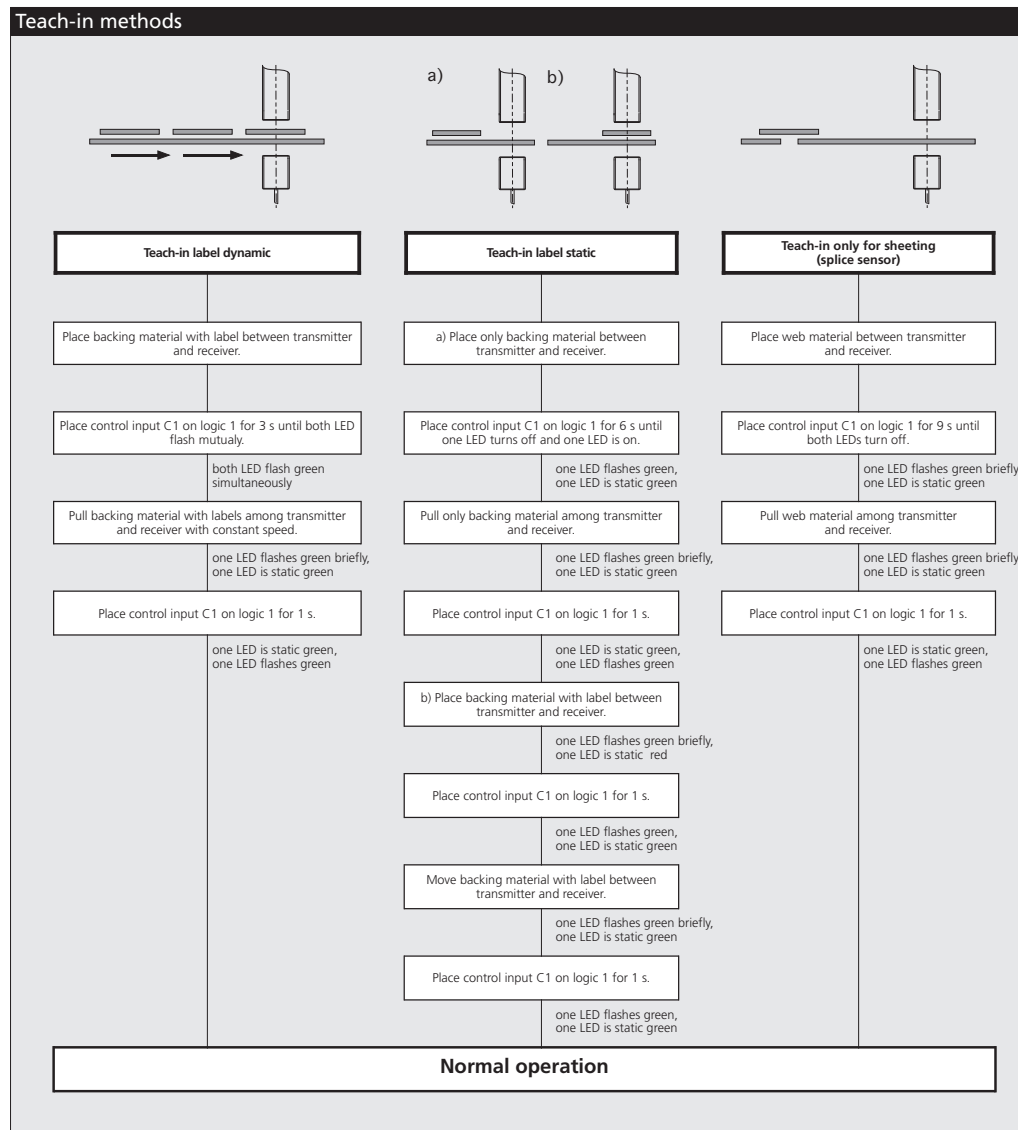 Teach-in methods
a)
b)
Teach-in label dynamic
Place backing material with label between transmitter
and receiver.
Place control input C1 on logic 1 for 3 s until both LED
flash mutualy.
both LED flash green
simultaneously
Pull backing material with labels among transmitter
and receiver with constant speed.
one LED flashes green briefly,
one LED is static green
Place control input C1 on logic 1 for 1 s.
one LED is static green,
one LED flashes green
Teach-in label static
a) Place only backing material between
transmitter and receiver.
Place control input C1 on logic 1 for 6 s until
one LED turns off and one LED is on.
one LED flashes green,
one LED is static green
Pull only backing material among transmitter
and receiver.
one LED flashes green briefly,
one LED is static green
Place control input C1 on logic 1 for 1 s.
one LED is static green,
one LED flashes green
b) Place backing material with label between
transmitter and receiver.
one LED flashes green briefly,
one LED is static  red
Place control input C1 on logic 1 for 1 s.
one LED flashes green,
one LED is static green
Move backing material with label between
transmitter and receiver.
one LED flashes green briefly,
one LED is static green
Place control input C1 on logic 1 for 1 s.
one LED flashes green,
one LED is static green
Teach-in only for sheeting
(splice sensor)
Place web material between transmitter
and receiver.
Place control input C1 on logic 1 for 9 s until
both LEDs turn off.
one LED flashes green briefly,
one LED is static green
Pull web material among transmitter
and receiver.
one LED flashes green briefly,
one LED is static green
Place control input C1 on logic 1 for 1 s.
one LED is static green,
one LED flashes green
Normal operation